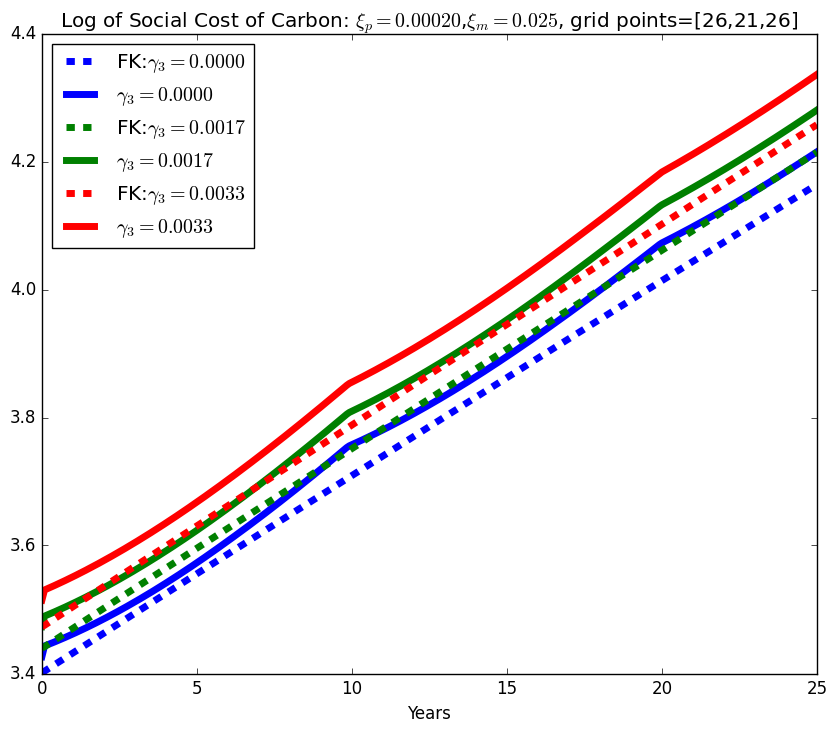 Log of Social Cost of Carbon: ξ_p = 0.00020,ξ_m = 0.025, grid points=[26,21,26]
4.4
4.2
4.0
3.8
3.6
3.4
FK:γ₃ = 0.0000
γ₃ = 0.0000
FK:γ₃ = 0.0017
γ₃ = 0.0017
FK:γ₃ = 0.0033
γ₃ = 0.0033
0 5 10 15 20 25
Years